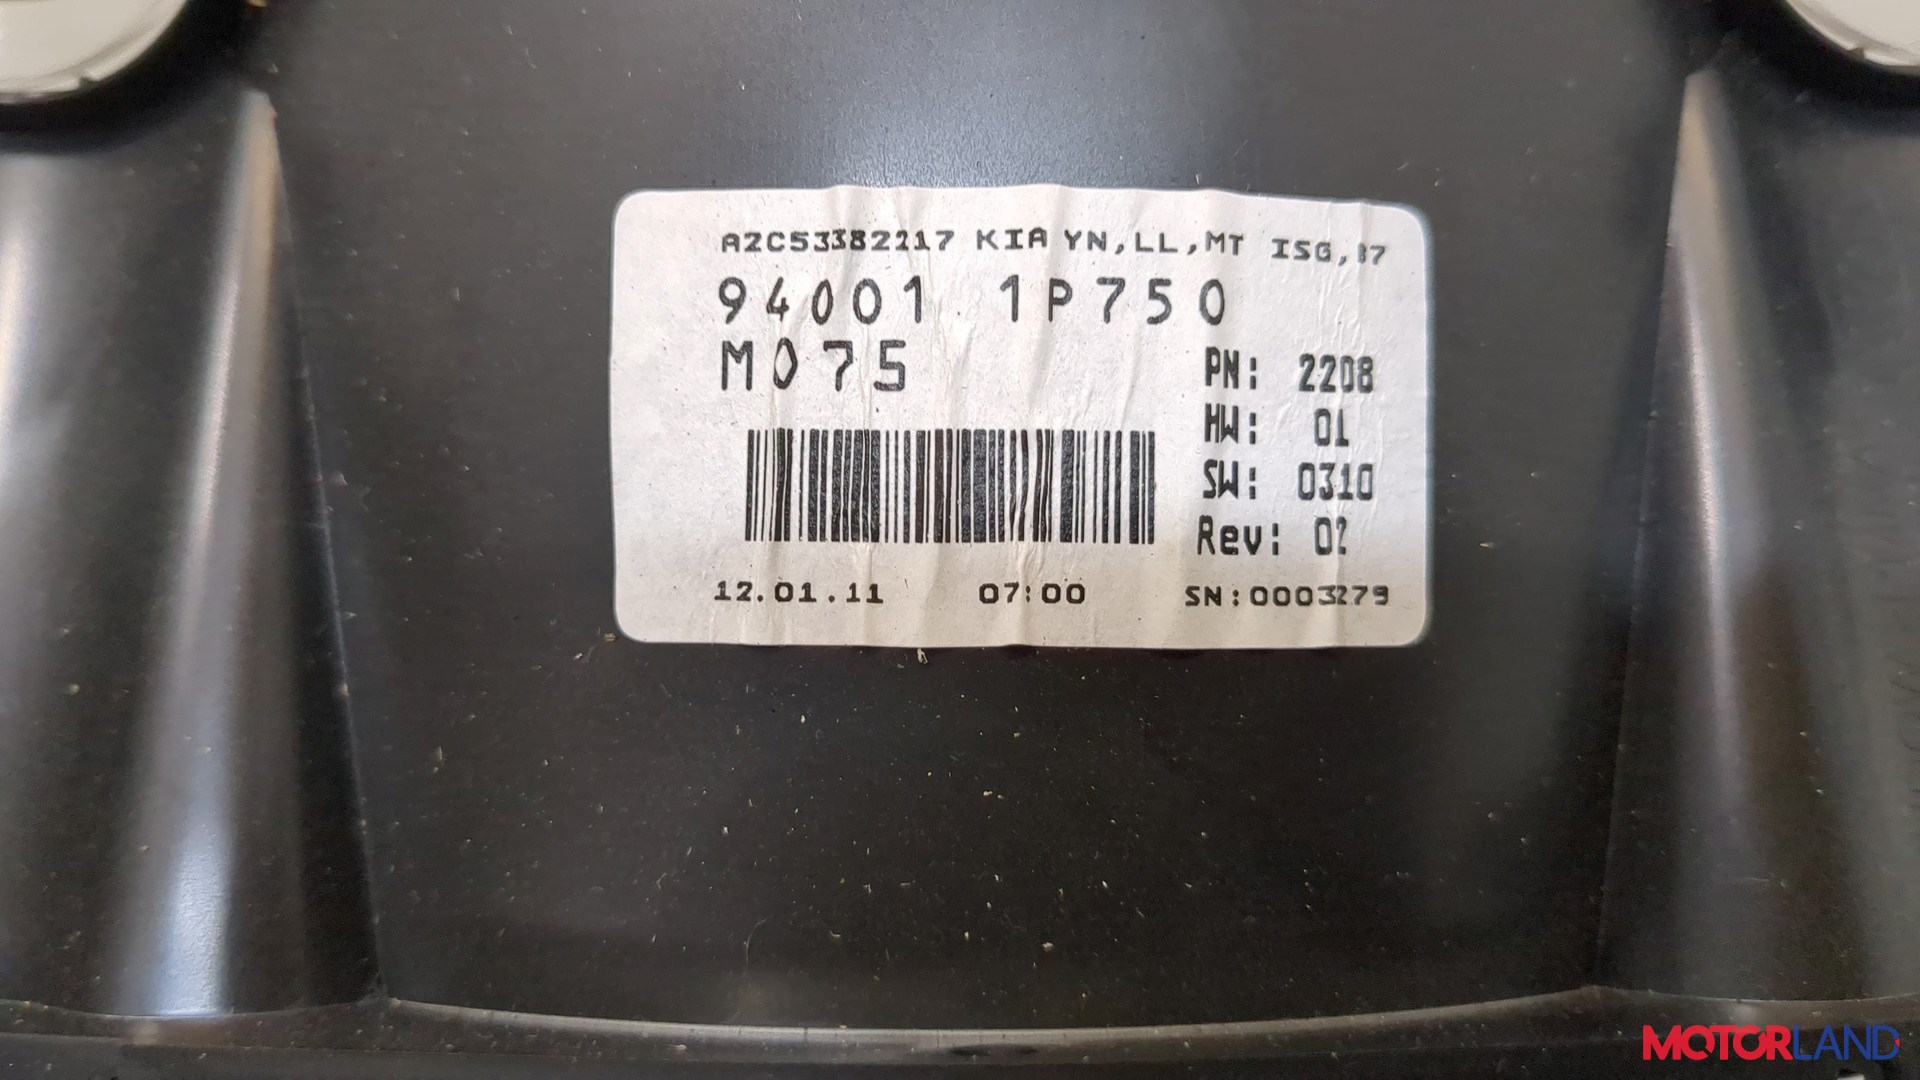 A2C53382217 KIA YN,LL,MT ISG,
94001 1P750
M075
PN: 2208
HW: 01
SW: 0310
Rev: 02
12.01.11 07:00 SN:0003279
MOTORLAND